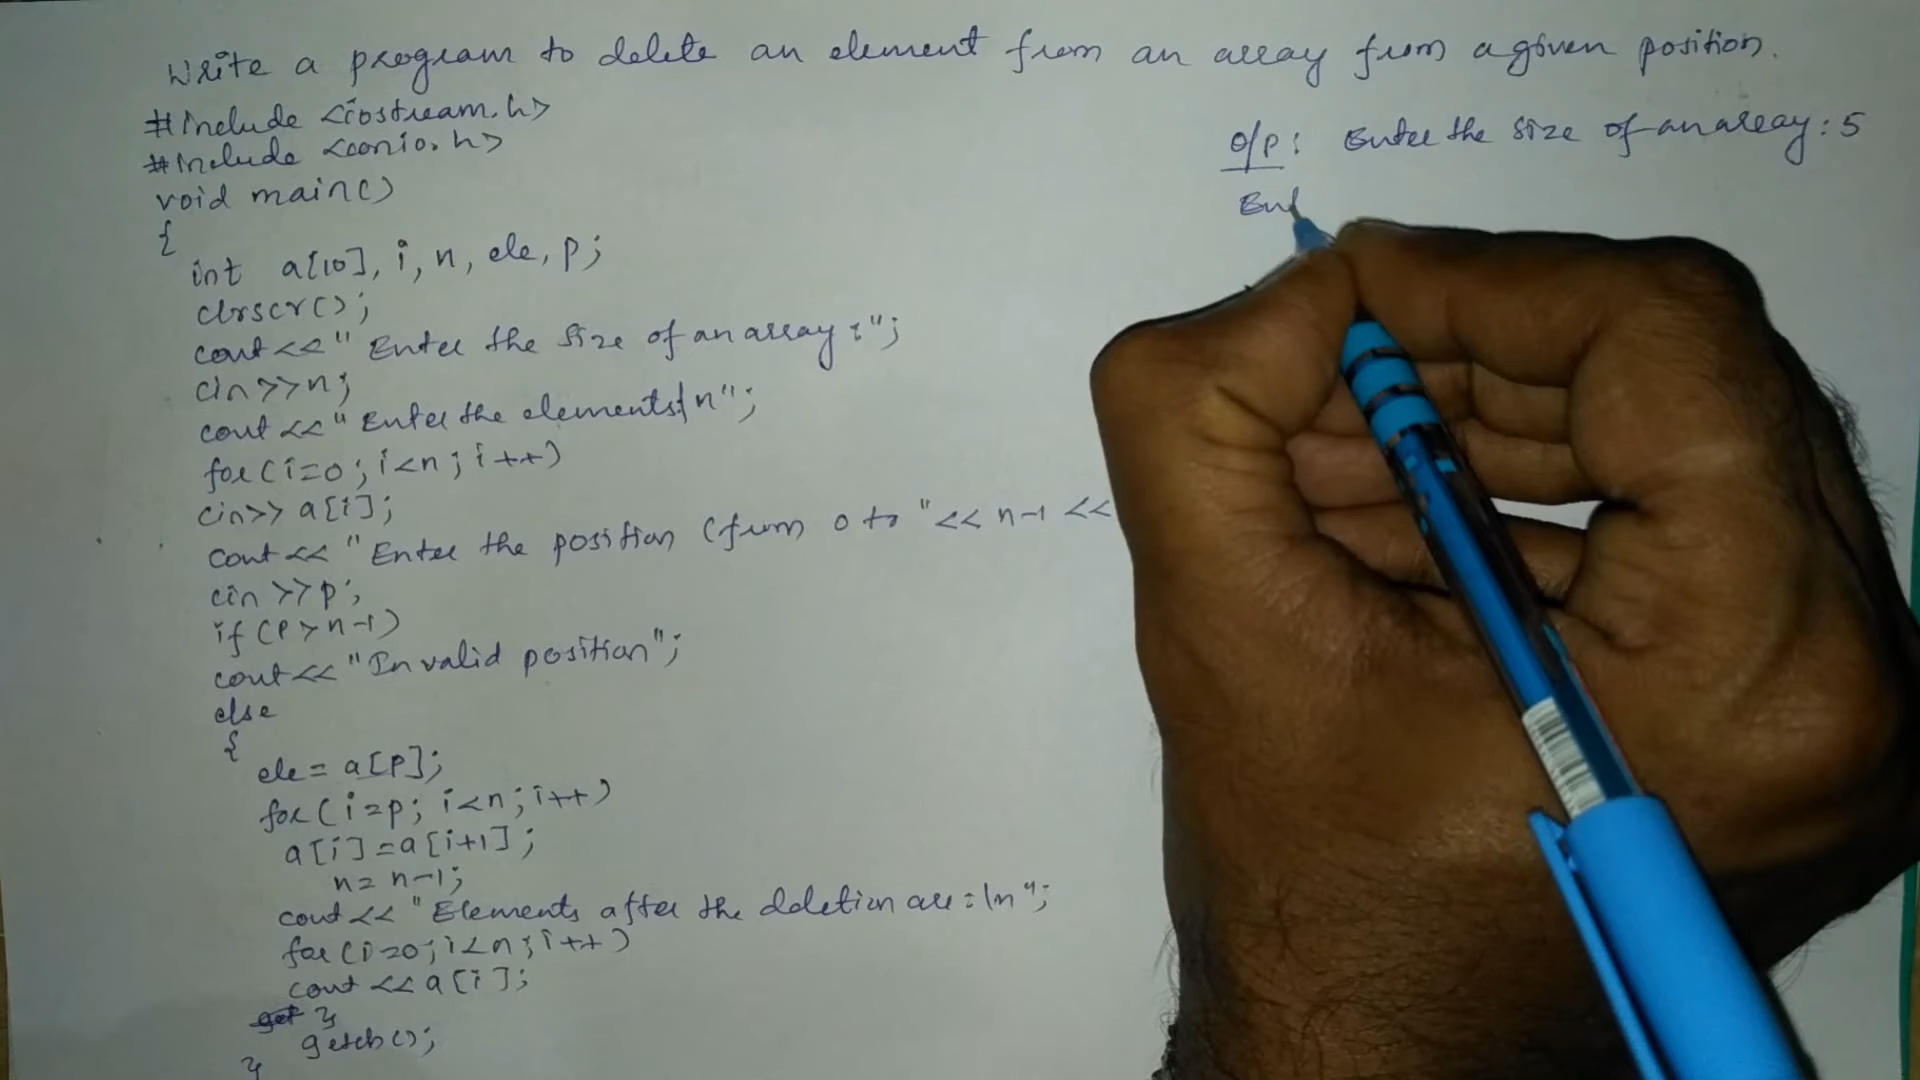 Write a program to delete an element from an array from a given position.
#include <iostream.h>
#include <conio.h>
void main()
{
int a[10], i, n, ele, p;
clrscr();
cout<<"Enter the size of an array:";
cin>>n;
cout<<"Enter the elements\n";
for(i=0; i<n; i++)
cin>> a[i];
cout<<"Enter the position (from 0 to "<< n-1 <<
cin>>p;
if(p>n-1)
cout<<"Invalid position";
else
{
ele= a[p];
for(i=p; i<n; i++)
a[i]=a[i+1];
n= n-1;
cout<<"Elements after the deletion are:\n";
for(i=0;i<n;i++)
cout<<a[i];
}
getch();
}
O/P: Enter the size of an array: 5
Ent